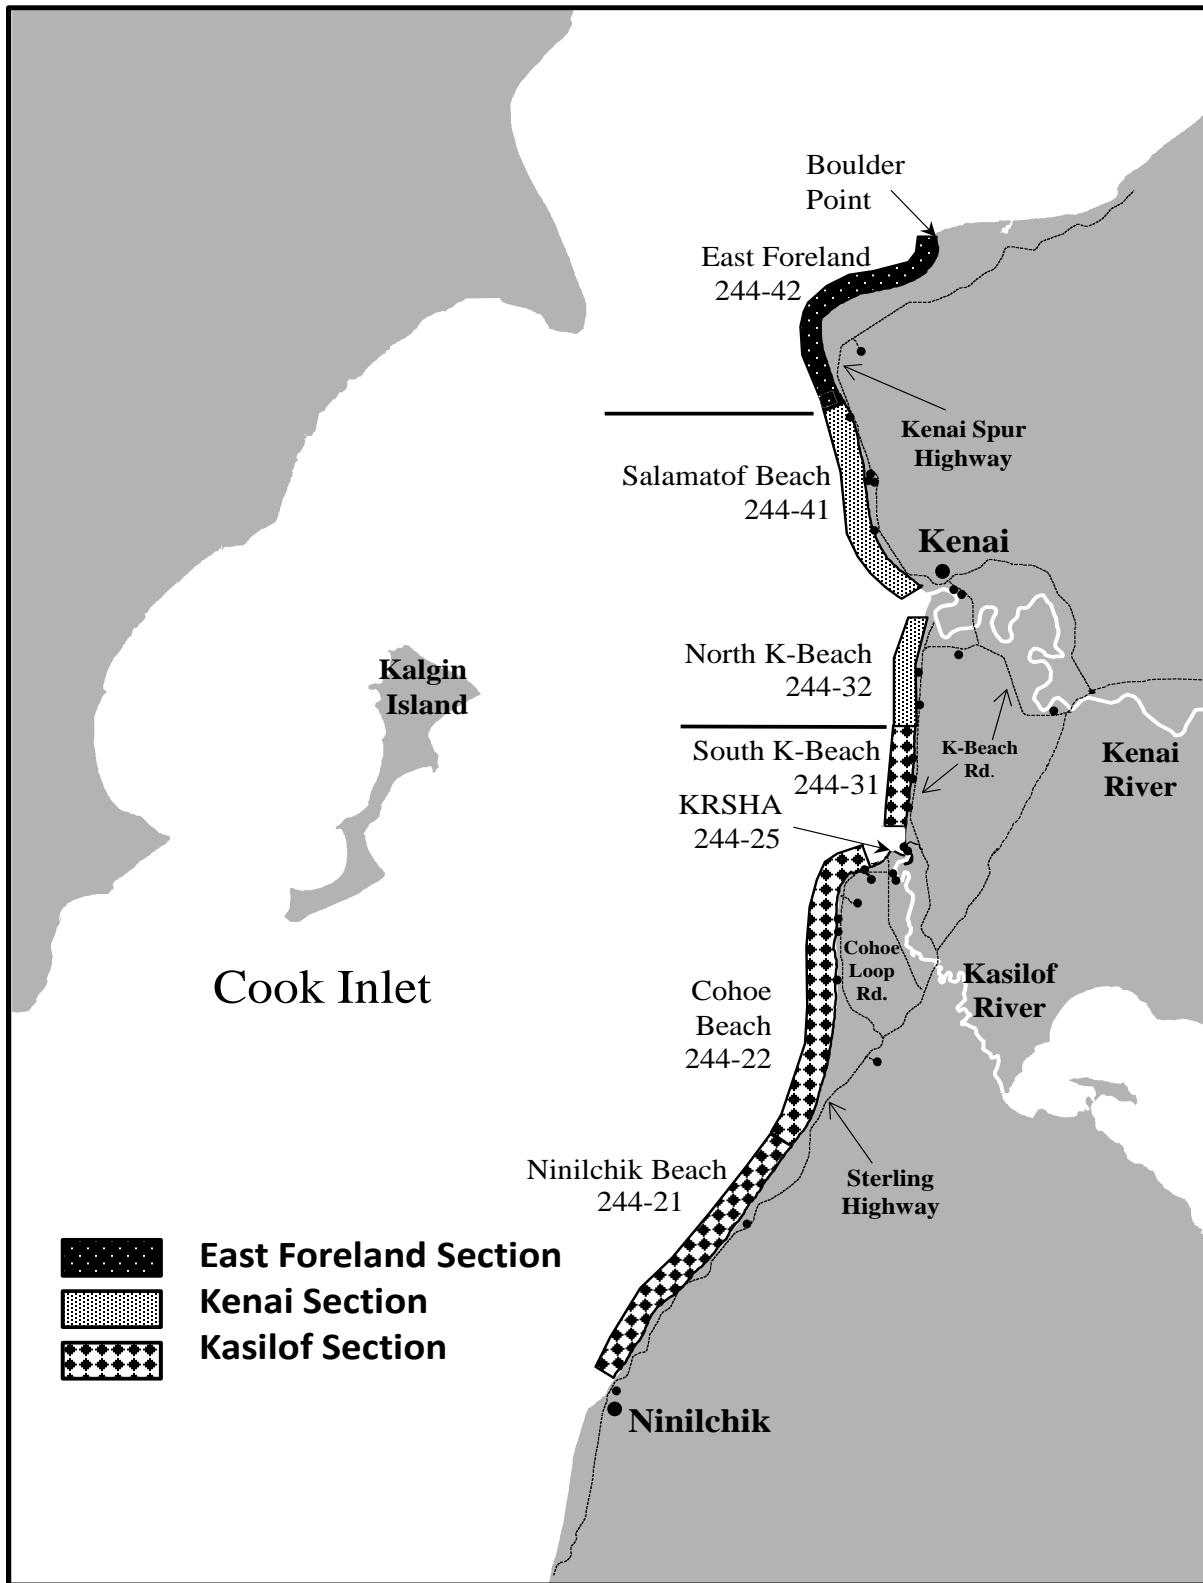 Boulder
Point
East Foreland
244-42
Kenai Spur
Highway
Salamatof Beach
244-41
Kenai
North K-Beach
244-32
Kalgin
Island
South K-Beach
244-31
K-Beach
Rd.
Kenai
River
KRSHA
244-25
Cohoe
Loop
Rd.
Kasilof
River
Cook Inlet
Cohoe
Beach
244-22
Ninilchik Beach
244-21
Sterling
Highway
East Foreland Section
Kenai Section
Kasilof Section
Ninilchik